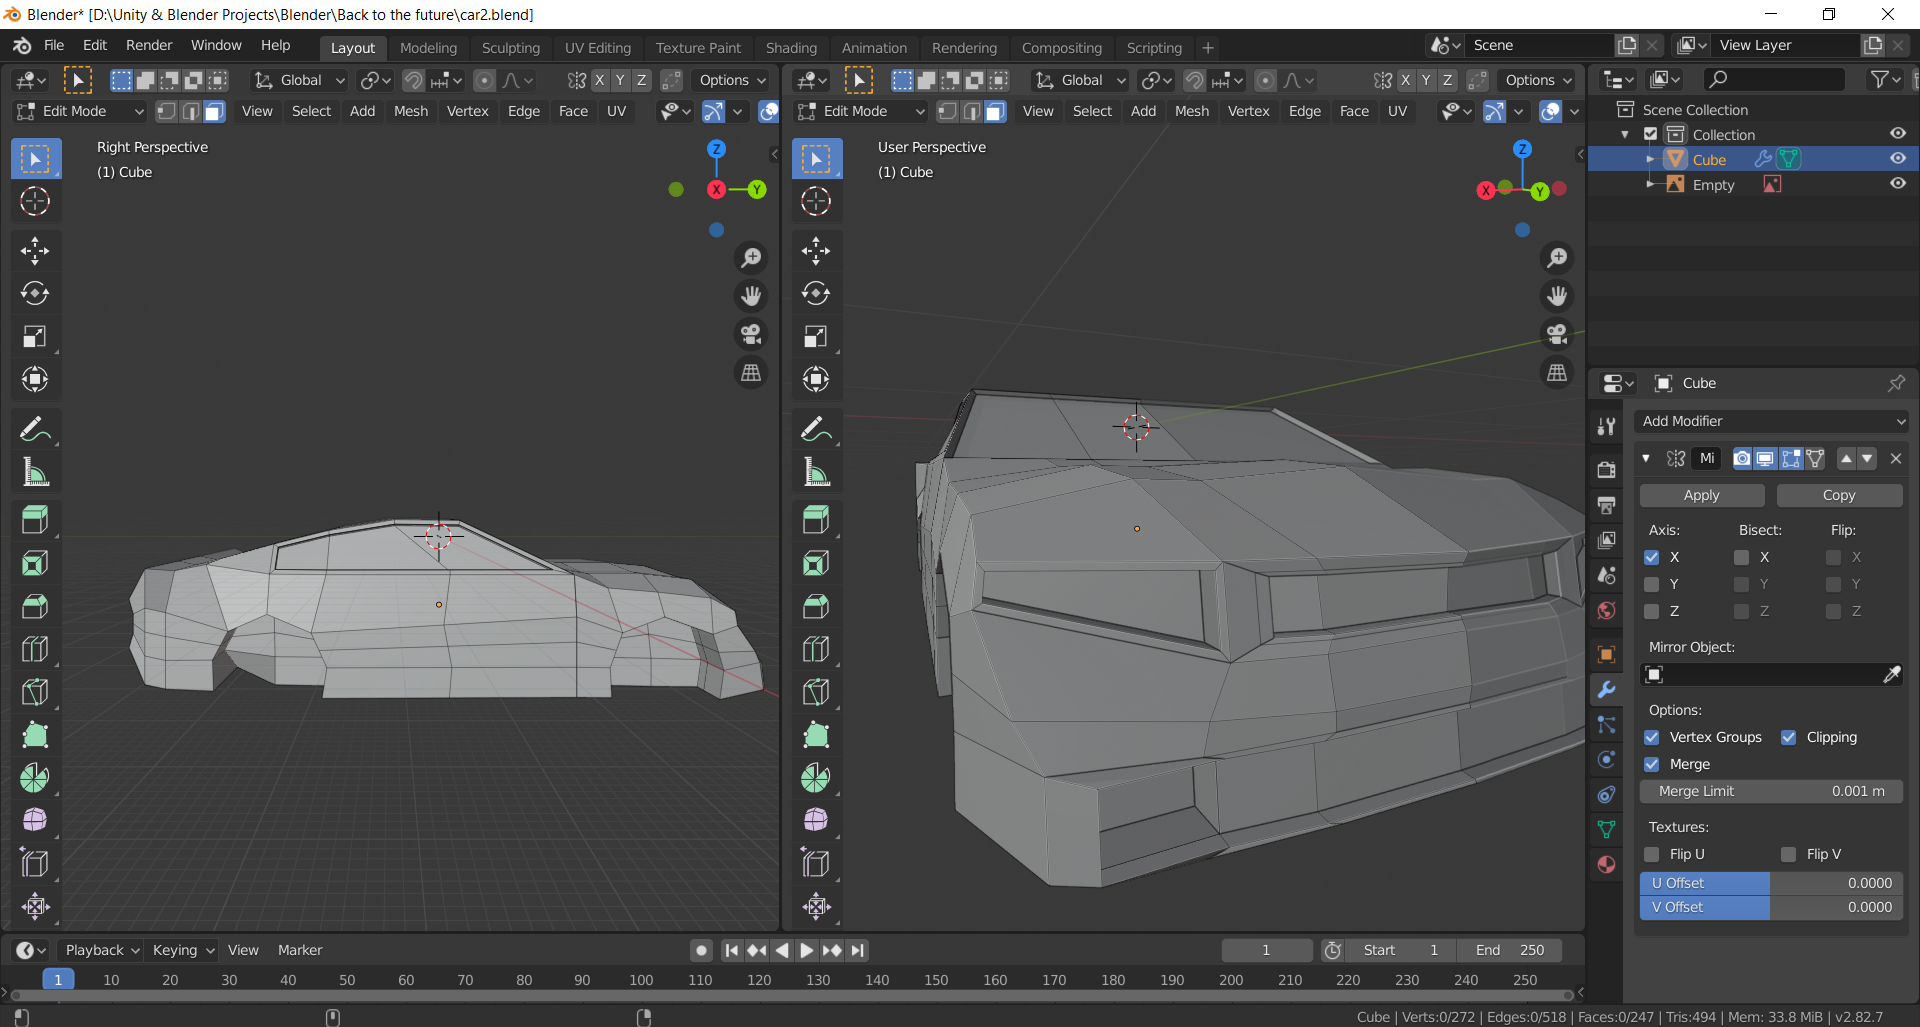 Blender* [D:\Unity & Blender Projects\Blender\Back to the future\car2.blend]
File Edit Render Window Help Layout Modeling Sculpting UV Editing Texture Paint Shading Animation Rendering Compositing Scripting + Scene View Layer
Global X Y Z Options Global X Y Z Options
Edit Mode View Select Add Mesh Vertex Edge Face UV Edit Mode View Select Add Mesh Vertex Edge Face UV
Scene Collection
Collection
Cube
Empty
Right Perspective
(1) Cube
Z
X
Y
User Perspective
(1) Cube
Z
X
Y
Cube
Add Modifier
Mi
Apply Copy
Axis: Bisect: Flip:
X X X
Y Y Y
Z Z Z
Mirror Object:
Options:
Vertex Groups Clipping
Merge
Merge Limit 0.001 m
Textures:
Flip U Flip V
U Offset 0.0000
V Offset 0.0000
Playback Keying View Marker 1 Start 1 End 250
1 10 20 30 40 50 60 70 80 90 100 110 120 130 140 150 160 170 180 190 200 210 220 230 240 250
Cube | Verts:0/272 | Edges:0/518 | Faces:0/247 | Tris:494 | Mem: 33.8 MiB | v2.82.7